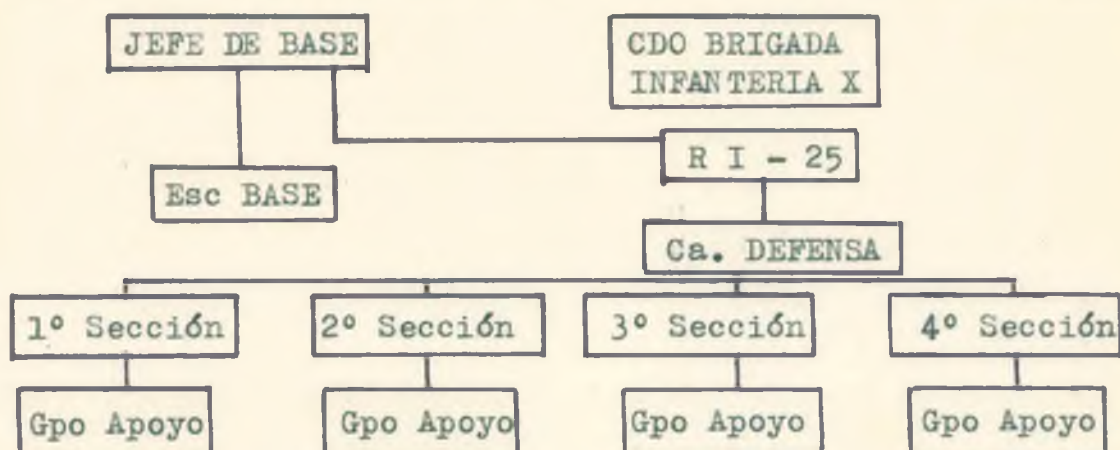 JEFE DE BASE
CDO BRIGADA
INFANTERIA X
R I - 25
Esc BASE
Ca. DEFENSA
1º Sección
2º Sección
3º Sección
4º Sección
Gpo Apoyo
Gpo Apoyo
Gpo Apoyo
Gpo Apoyo